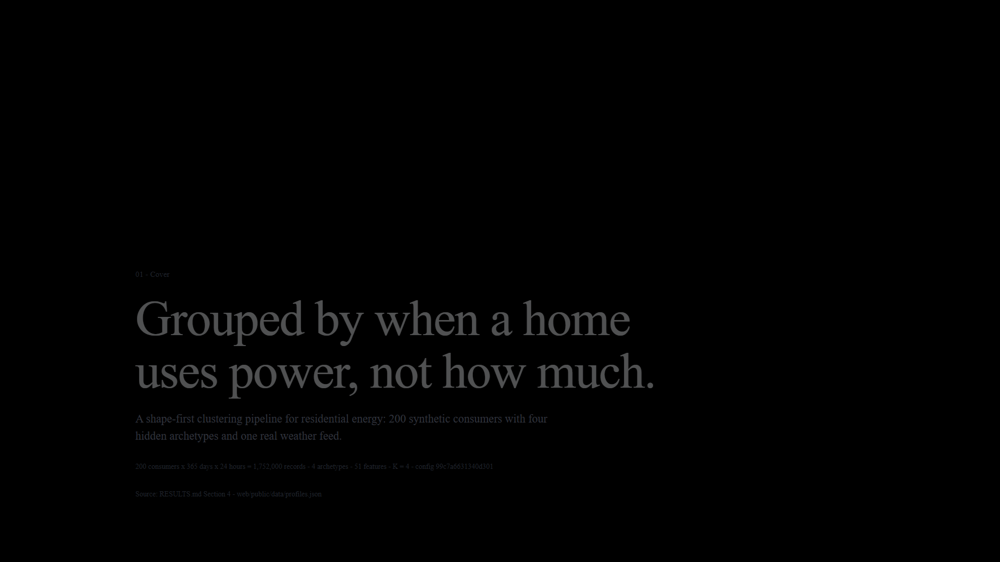 01 - Cover
Grouped by when a home
uses power, not how much.
A shape-first clustering pipeline for residential energy: 200 synthetic consumers with four
hidden archetypes and one real weather feed.
200 consumers x 365 days x 24 hours = 1,752,000 records - 4 archetypes - 51 features - K = 4 - config 99c7a6631340d301
Source: RESULTS.md Section 4 - web/public/data/profiles.json